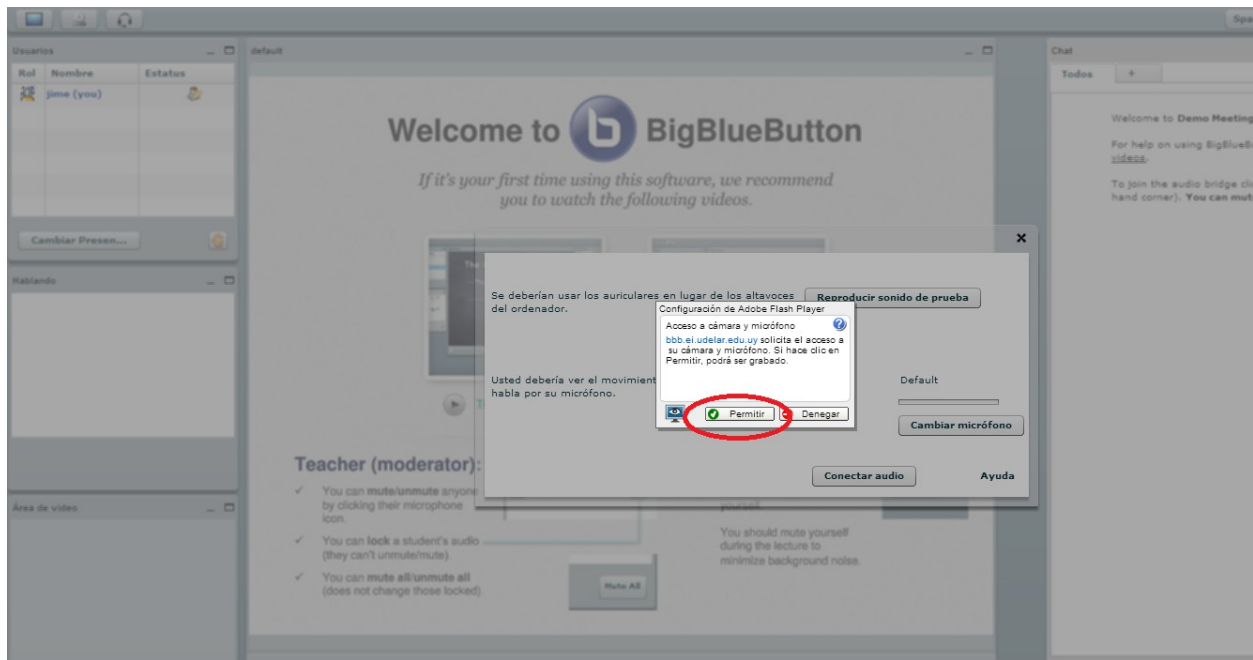 Usuarios
default
Chat
Rol Nombre Estatus
jime (you)
Todos +
Welcome to BigBlueButton
Welcome to Demo Meeting
For help on using
videos.
To join the audio bridge
hand corner). You can
If it's your first time using this software, we recommend
you to watch the following videos.
Cambiar Presen...
Hablando
Se deberían usar los auriculares en lugar de los altavoces
del ordenador.
Reproducir sonido de prueba
Configuración de Adobe Flash Player
Acceso a cámara y micrófono
bbb.ei.udelar.edu.uy solicita el acceso a
su cámara y micrófono. Si hace clic en
Permitir, podrá ser grabado.
Permitir
Denegar
Usted debería ver el
habla por su micrófono.
Default
Cambiar micrófono
Conectar audio
Ayuda
Área de video
Teacher (moderator):
You can mute/unmute anyone
by clicking their microphone
icon.
You can lock a student's audio
(they can't unmute/mute).
You can mute all/unmute all
(does not change those locked).
Mute All
yourself.
You should mute yourself
during the lecture to
minimize background noise.